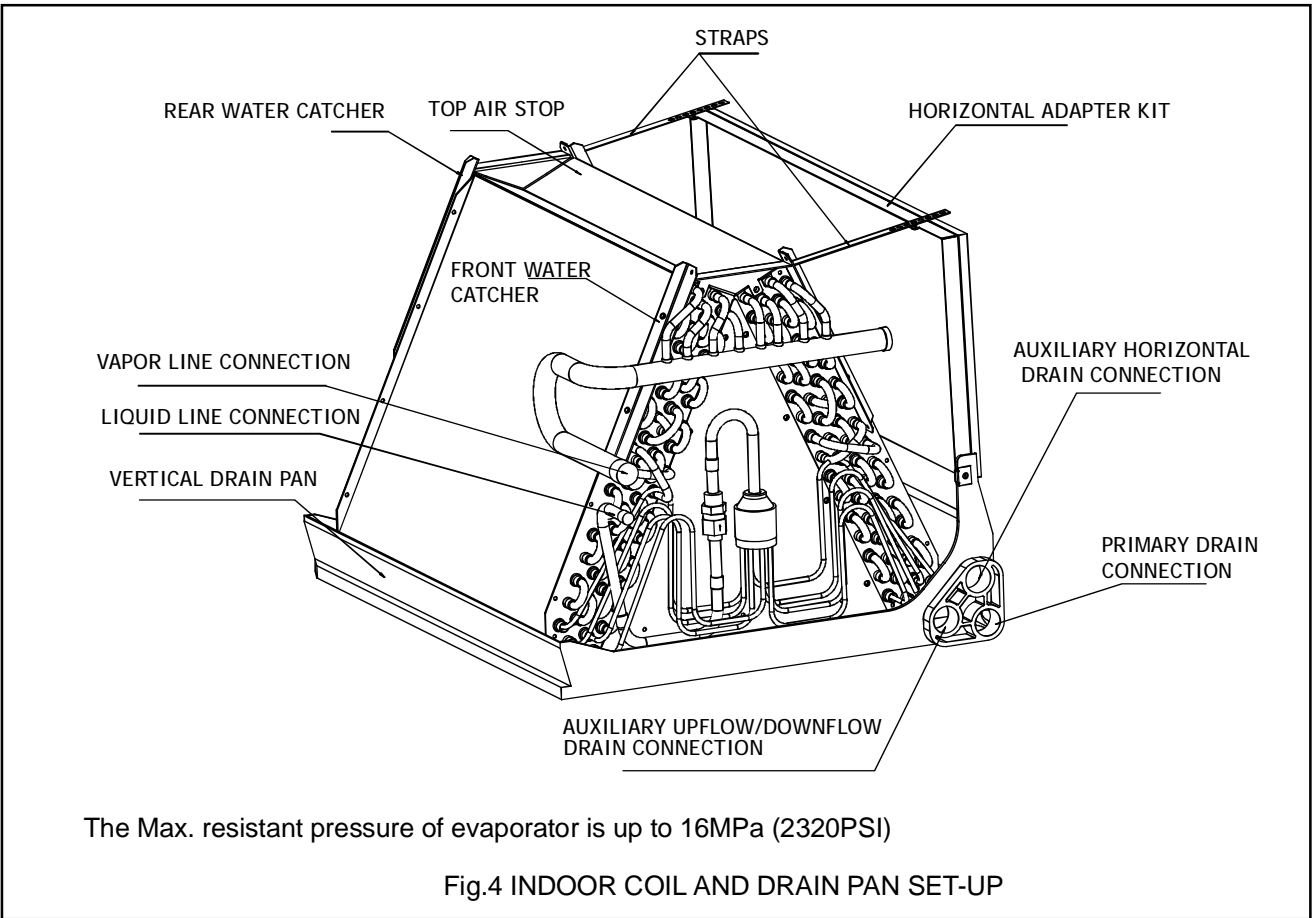 STRAPS
REAR WATER CATCHER
TOP AIR STOP
HORIZONTAL ADAPTER KIT
FRONT WATER
CATCHER
VAPOR LINE CONNECTION
LIQUID LINE CONNECTION
VERTICAL DRAIN PAN
AUXILIARY HORIZONTAL
DRAIN CONNECTION
PRIMARY DRAIN
CONNECTION
AUXILIARY UPFLOW/DOWNFLOW
DRAIN CONNECTION
The Max. resistant pressure of evaporator is up to 16MPa (2320PSI)
Fig.4 INDOOR COIL AND DRAIN PAN SET-UP